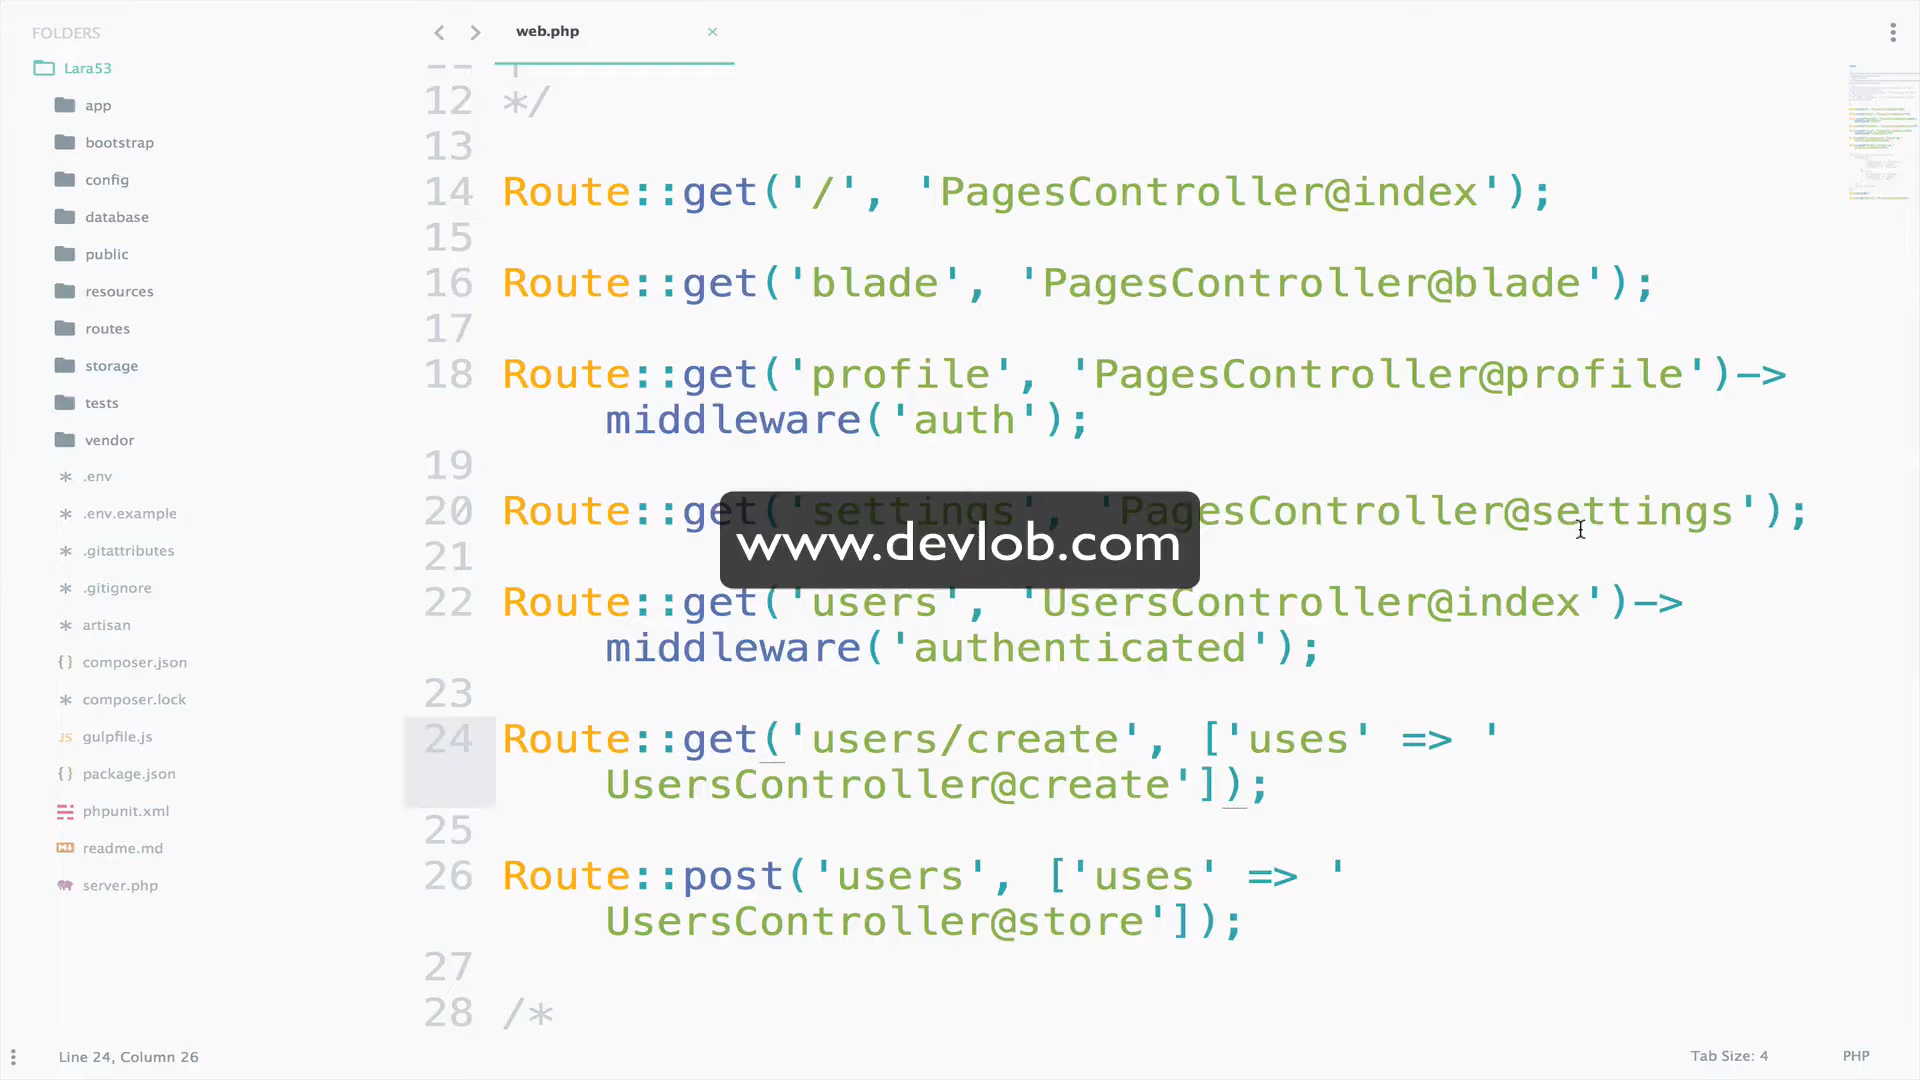 FOLDERS
Lara53
app
bootstrap
config
database
public
resources
routes
storage
tests
vendor
.env
.env.example
.gitattributes
.gitignore
artisan
{} composer.json
composer.lock
JS gulpfile.js
{} package.json
phpunit.xml
readme.md
server.php
web.php ×
12 */
13
14 Route::get('/', 'PagesController@index');
15
16 Route::get('blade', 'PagesController@blade');
17
18 Route::get('profile', 'PagesController@profile')->
middleware('auth');
19
20 Route::get('settings', 'PagesController@settings');
21
22 Route::get('users', 'UsersController@index')->
middleware('authenticated');
23
24 Route::get('users/create', ['uses' => '
UsersController@create']);
25
26 Route::post('users', ['uses' => '
UsersController@store']);
27
28 /*
www.devlob.com
Line 24, Column 26
Tab Size: 4
PHP